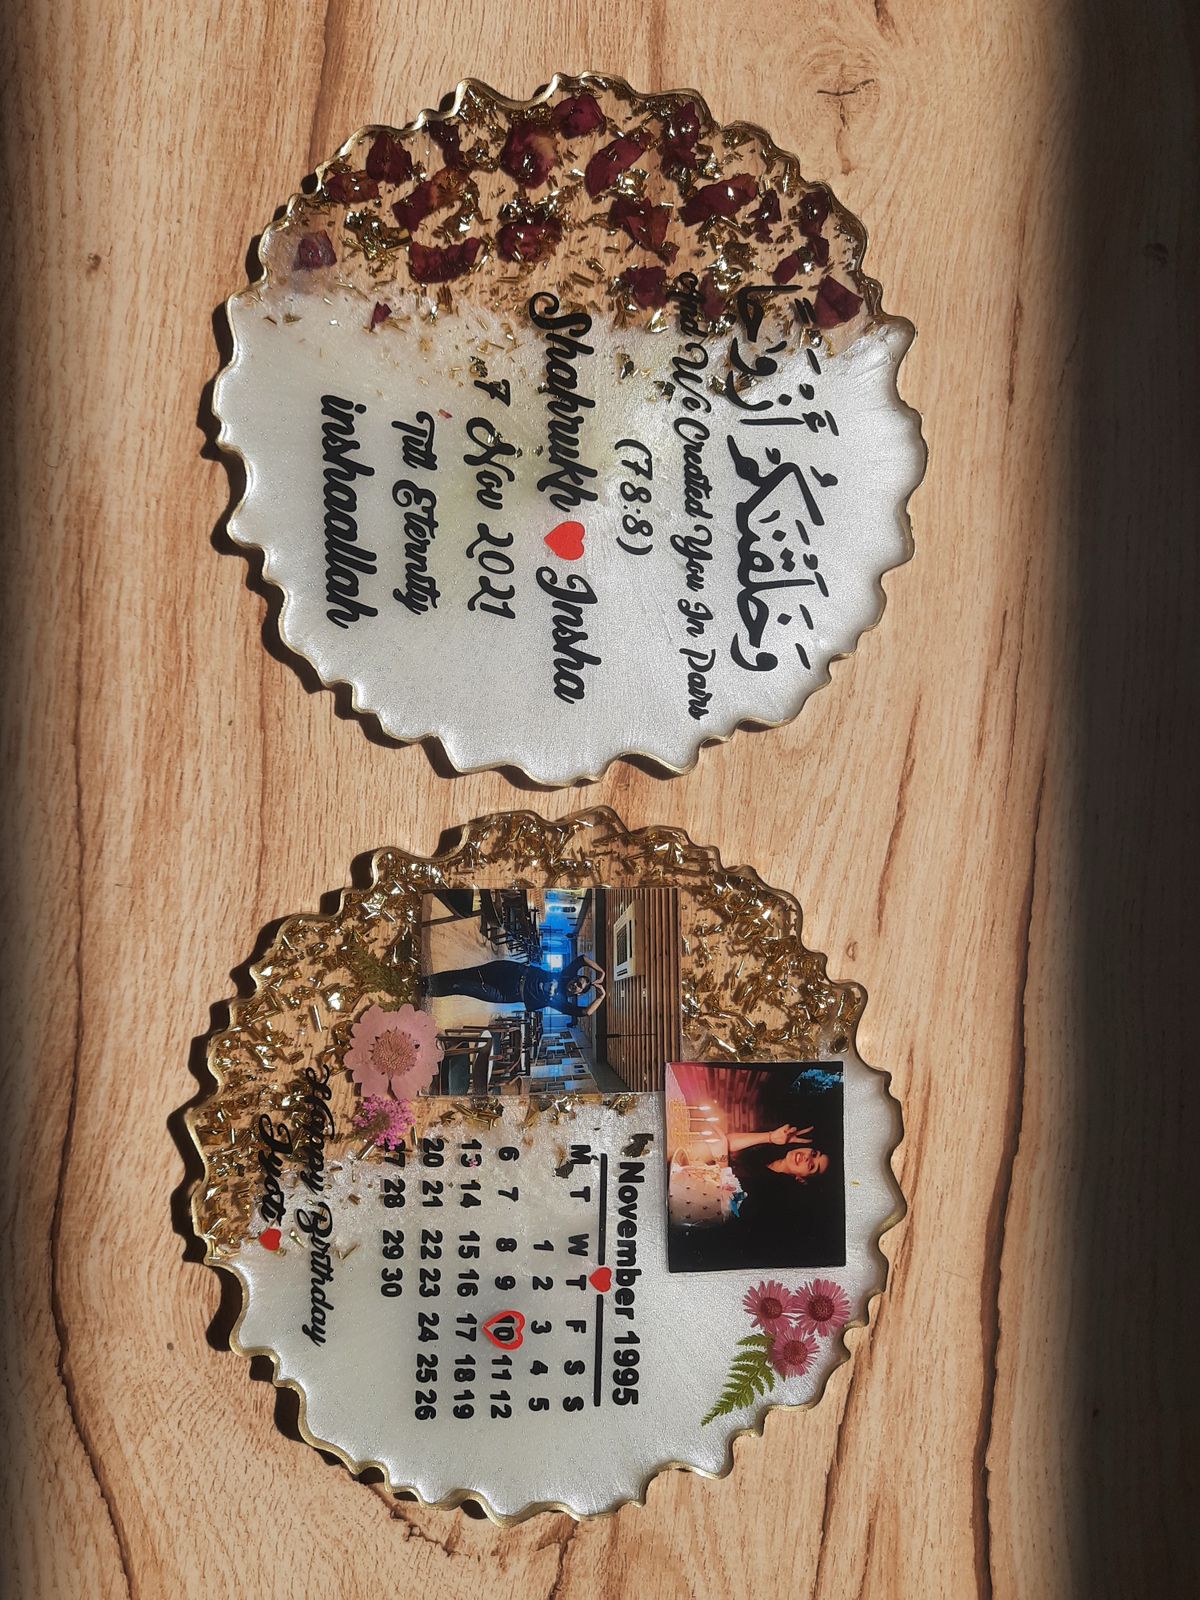 وَخَلَقْنَٰكُمْ أَزْوَٰجًا
And We Created You In Pairs
(78:8)
Shahrukh ❤ Insha
7 Nov 2021
Till Eternity
inshaallah
November 1995
M T W T F S S
1 2 3 4 5
6 7 8 9 10 11 12
13 14 15 16 17 18 19
20 21 22 23 24 25 26
27 28 29 30
Happy Birthday